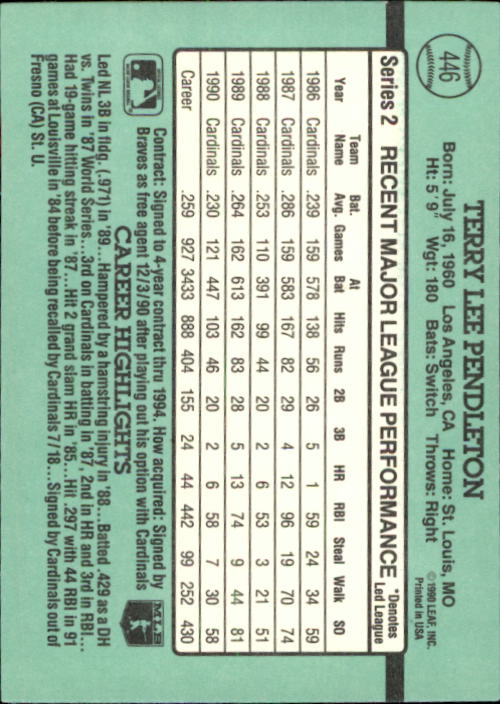 446
TERRY LEE PENDLETON
Born: July 16, 1960 Los Angeles, CA Home: St. Louis, MO
Ht: 5' 9" Wgt: 180 Bats: Switch Throws: Right
© 1990 LEAF, INC.
Printed in USA
Series 2 RECENT MAJOR LEAGUE PERFORMANCE *Denotes Led League
Year Team Name Bat. Avg. Games At Bat Hits Runs 2B 3B HR RBI Steal Walk SO
1986 Cardinals .239 159 578 138 56 26 5 1 59 24 34 59
1987 Cardinals .286 159 583 167 82 29 4 12 96 19 70 74
1988 Cardinals .253 110 391 99 44 20 2 6 53 3 21 51
1989 Cardinals .264 162 613 162 83 28 5 13 74 9 44 81
1990 Cardinals .230 121 447 103 46 20 2 6 58 7 30 58
Career .259 927 3433 888 404 155 24 44 442 99 252 430
Contract: Signed to 4-year contract thru 1994. How acquired: Signed by
Braves as free agent 12/3/90 after playing out his option with Cardinals
MLB
CAREER HIGHLIGHTS
Led NL 3B in fldg. (.971) in '89...Hampered by a hamstring injury in '88...Batted .429 as a DH
vs. Twins in '87 World Series...3rd on Cardinals in batting in '87, 2nd in HR and 3rd in RBI...
Had 19-game hitting streak in '87...Hit 2 grand slam HR in '85...Hit .297 with 44 RBI in 91
games at Louisville in '84 before being recalled by Cardinals 7/18...Signed by Cardinals out of
Fresno (CA) St. U.